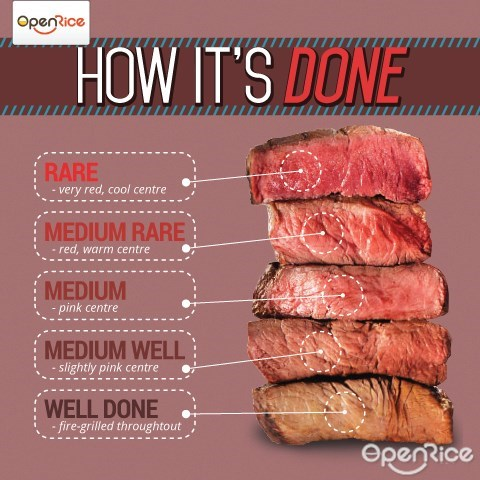 OpenRice
HOW IT'S DONE
RARE
- very red, cool centre
MEDIUM RARE
- red, warm centre
MEDIUM
- pink centre
MEDIUM WELL
- slightly pink centre
WELL DONE
- fire-grilled throughtout
OpenRice